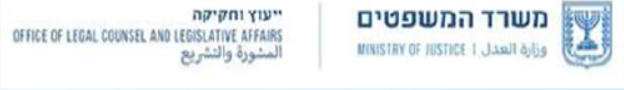 משרד המשפטים
MINISTRY OF JUSTICE | وزارة العدل
ייעוץ וחקיקה
OFFICE OF LEGAL COUNSEL AND LEGISLATIVE AFFAIRS
المشورة والتشريع